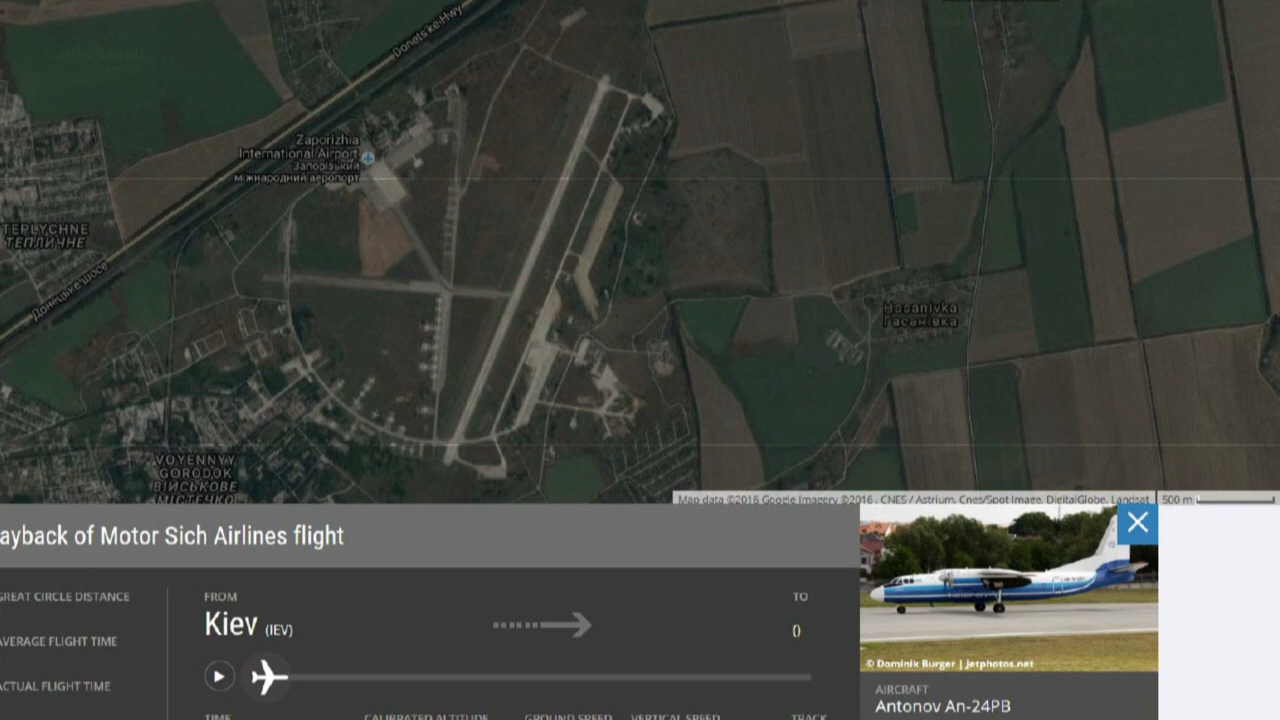 Donets'ke Hwy
Zaporizhia
International Airport
Запорізький
міжнародний аеропорт
TEPLYCHNE
ТЕПЛИЧНЕ
Донецьке шосе
Hasanivka
Гасанівка
VOYENNYY
GORODOK
ВІЙСЬКОВЕ
МІСТЕЧКО
Map data ©2016 Google Imagery ©2016 , CNES / Astrium, Cnes/Spot Image, DigitalGlobe, Landsat
500 m
ayback of Motor Sich Airlines flight
GREAT CIRCLE DISTANCE
AVERAGE FLIGHT TIME
ACTUAL FLIGHT TIME
FROM
Kiev (IEV)
TO
()
TIME
CALIBRATED ALTITUDE
GROUND SPEED
VERTICAL SPEED
TRACK
© Dominik Burger | Jetphotos.net
AIRCRAFT
Antonov An-24PB